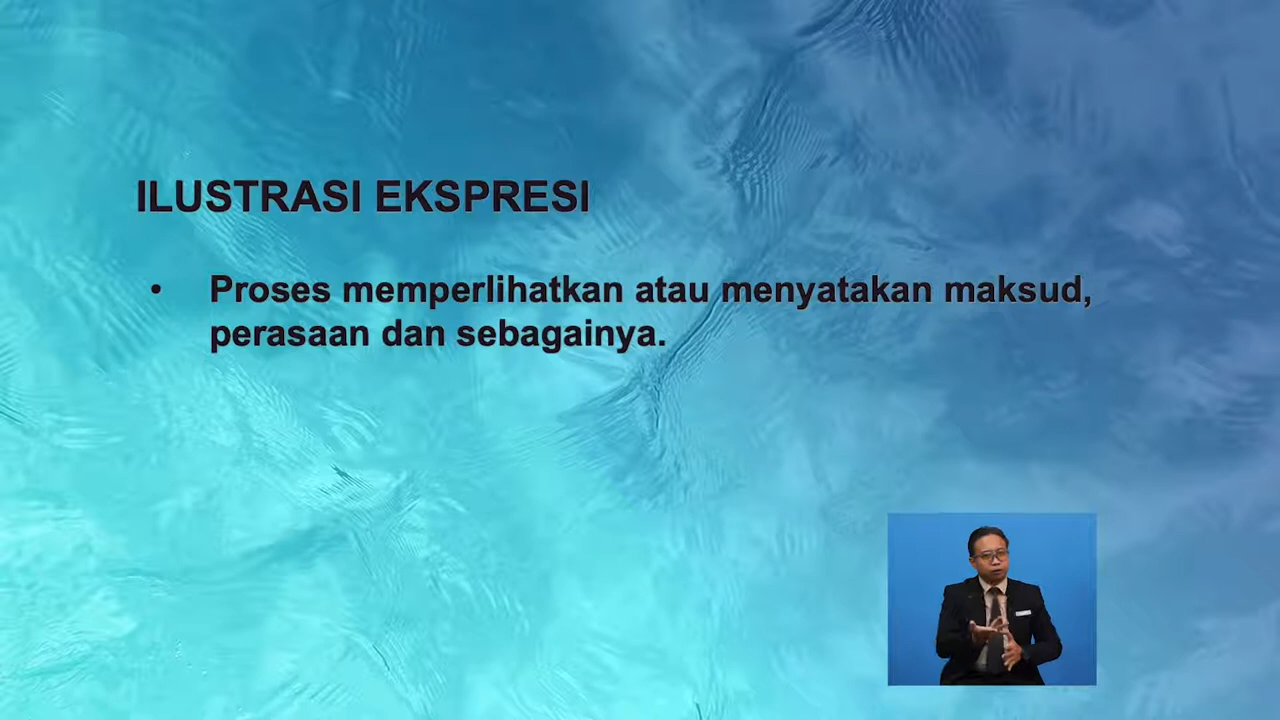 ILUSTRASI EKSPRESI
• Proses memperlihatkan atau menyatakan maksud,
perasaan dan sebagainya.